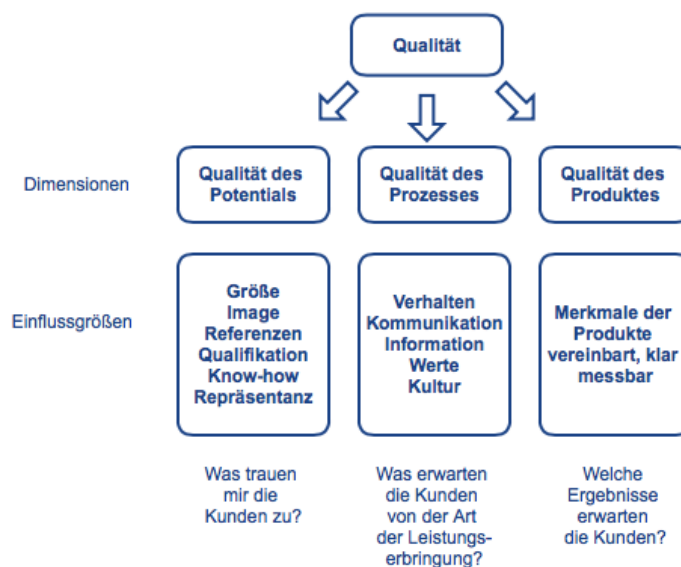 Qualität
Dimensionen
Qualität des
Potentials
Qualität des
Prozesses
Qualität des
Produktes
Einflussgrößen
Größe
Image
Referenzen
Qualifikation
Know-how
Repräsentanz
Verhalten
Kommunikation
Information
Werte
Kultur
Merkmale der
Produkte
vereinbart, klar
messbar
Was trauen
mir die
Kunden zu?
Was erwarten
die Kunden
von der Art
der Leistungs-
erbringung?
Welche
Ergebnisse
erwarten
die Kunden?